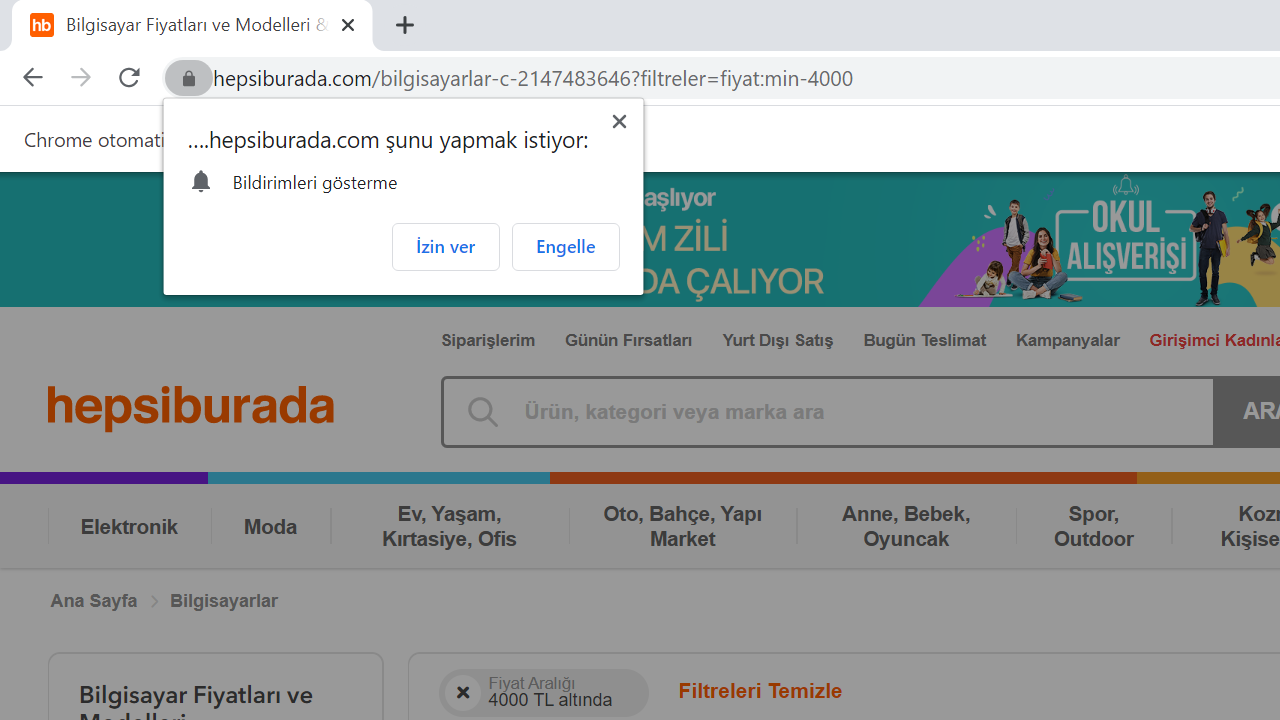 hb Bilgisayar Fiyatları ve Modelleri &
hepsiburada.com/bilgisayarlar-c-2147483646?filtreler=fiyat:min-4000
Chrome otomati
....hepsiburada.com şunu yapmak istiyor:
Bildirimleri gösterme
İzin ver Engelle
aşlıyor
M ZİLİ
DA ÇALIYOR
OKUL
ALIŞVERİŞİ
Siparişlerim Günün Fırsatları Yurt Dışı Satış Bugün Teslimat Kampanyalar Girişimci Kadınla
hepsiburada
Ürün, kategori veya marka ara
ARA
Elektronik
Moda
Ev, Yaşam,
Kırtasiye, Ofis
Oto, Bahçe, Yapı
Market
Anne, Bebek,
Oyuncak
Spor,
Outdoor
Kozm
Kişise
Ana Sayfa Bilgisayarlar
Bilgisayar Fiyatları ve
Modelleri
Fiyat Aralığı
4000 TL altında
Filtreleri Temizle